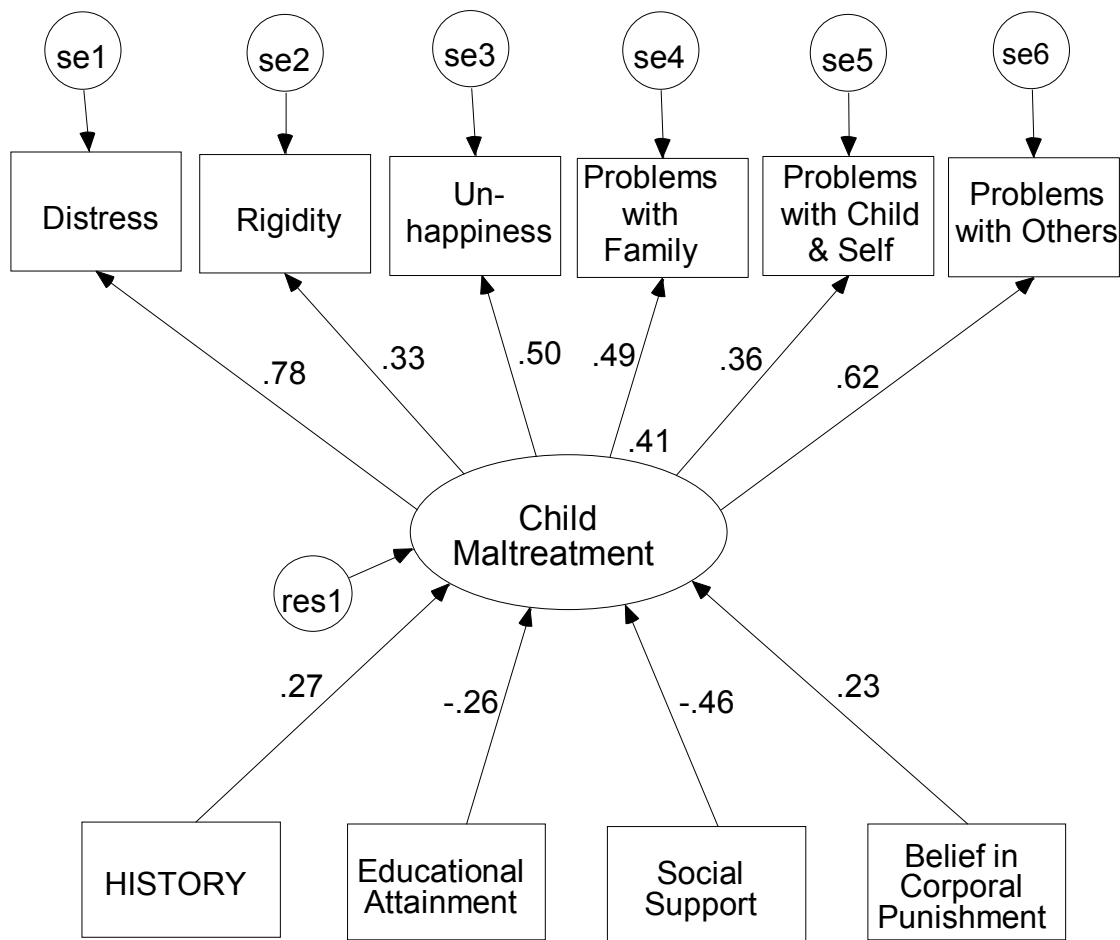 se1
se2
se3
se4
se5
se6
Distress
Rigidity
Un-
happiness
Problems
with
Family
Problems
with Child
& Self
Problems
with Others
.78
.33
.50
.49
.36
.62
.41
Child
Maltreatment
res1
.27
-.26
-.46
.23
HISTORY
Educational
Attainment
Social
Support
Belief in
Corporal
Punishment